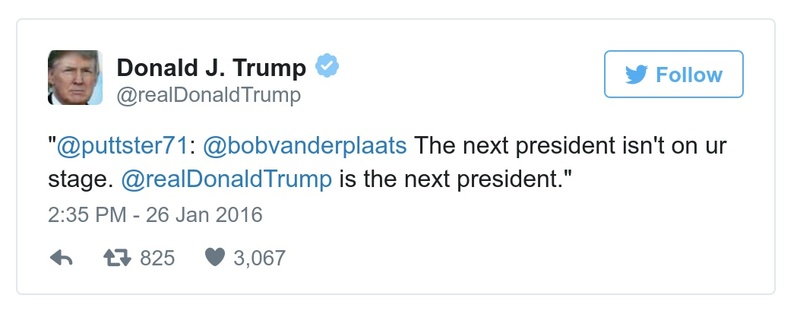 Donald J. Trump
@realDonaldTrump
Follow
"@puttster71: @bobvanderplaats The next president isn't on ur
stage. @realDonaldTrump is the next president."
2:35 PM - 26 Jan 2016
825 3,067